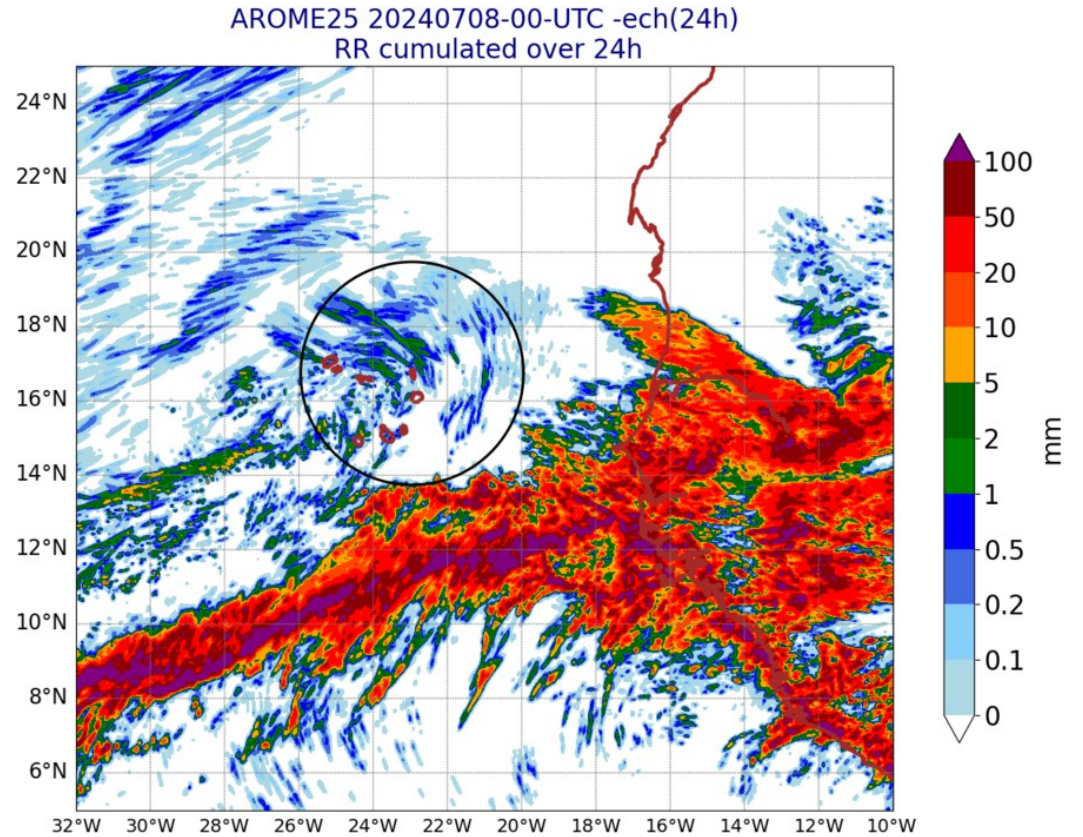 AROME25 20240708-00-UTC -ech(24h)
RR cumulated over 24h
24°N
22°N
20°N
18°N
16°N
14°N
12°N
10°N
8°N
6°N
32°W 30°W 28°W 26°W 24°W 22°W 20°W 18°W 16°W 14°W 12°W 10°W
100
50
20
10
5
2
1
0.5
0.2
0.1
0
mm